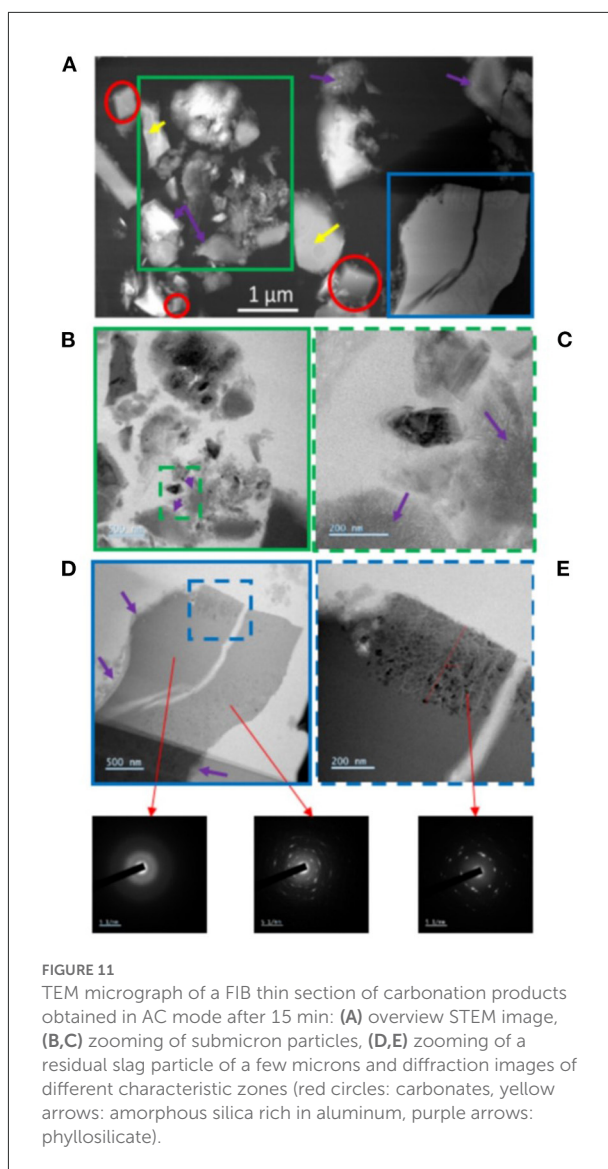 A
1 µm
B
C
200 nm
D
E
500 nm
200 nm
FIGURE 11
TEM micrograph of a FIB thin section of carbonation products
obtained in AC mode after 15 min: (A) overview STEM image,
(B,C) zooming of submicron particles, (D,E) zooming of a
residual slag particle of a few microns and diffraction images of
different characteristic zones (red circles: carbonates, yellow
arrows: amorphous silica rich in aluminum, purple arrows:
phyllosilicate).